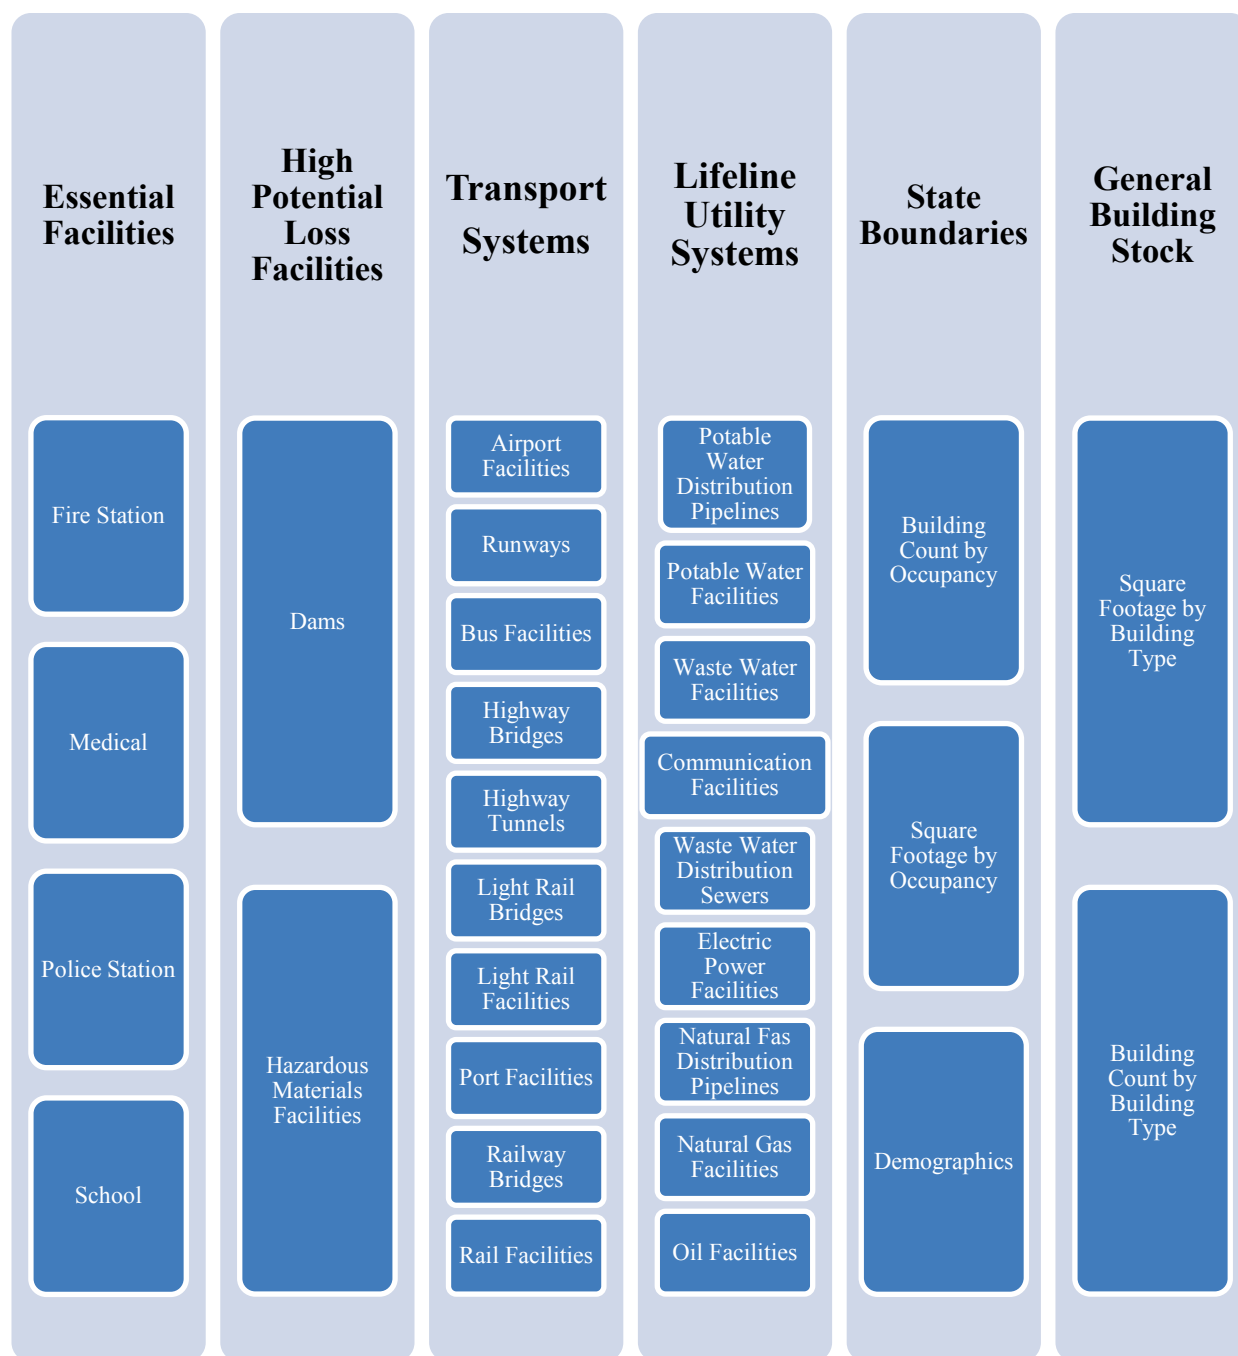 Essential
Facilities
Fire Station
Medical
Police Station
School
High
Potential
Loss
Facilities
Dams
Hazardous
Materials
Facilities
Transport
Systems
Airport
Facilities
Runways
Bus Facilities
Highway
Bridges
Highway
Tunnels
Light Rail
Bridges
Light Rail
Facilities
Port Facilities
Railway
Bridges
Rail Facilities
Lifeline
Utility
Systems
Potable
Water
Distribution
Pipelines
Potable Water
Facilities
Waste Water
Facilities
Communication
Facilities
Waste Water
Distribution
Sewers
Electric
Power
Facilities
Natural Fas
Distribution
Pipelines
Natural Gas
Facilities
Oil Facilities
State
Boundaries
Building
Count by
Occupancy
Square
Footage by
Occupancy
Demographics
General
Building
Stock
Square
Footage by
Building
Type
Building
Count by
Building
Type